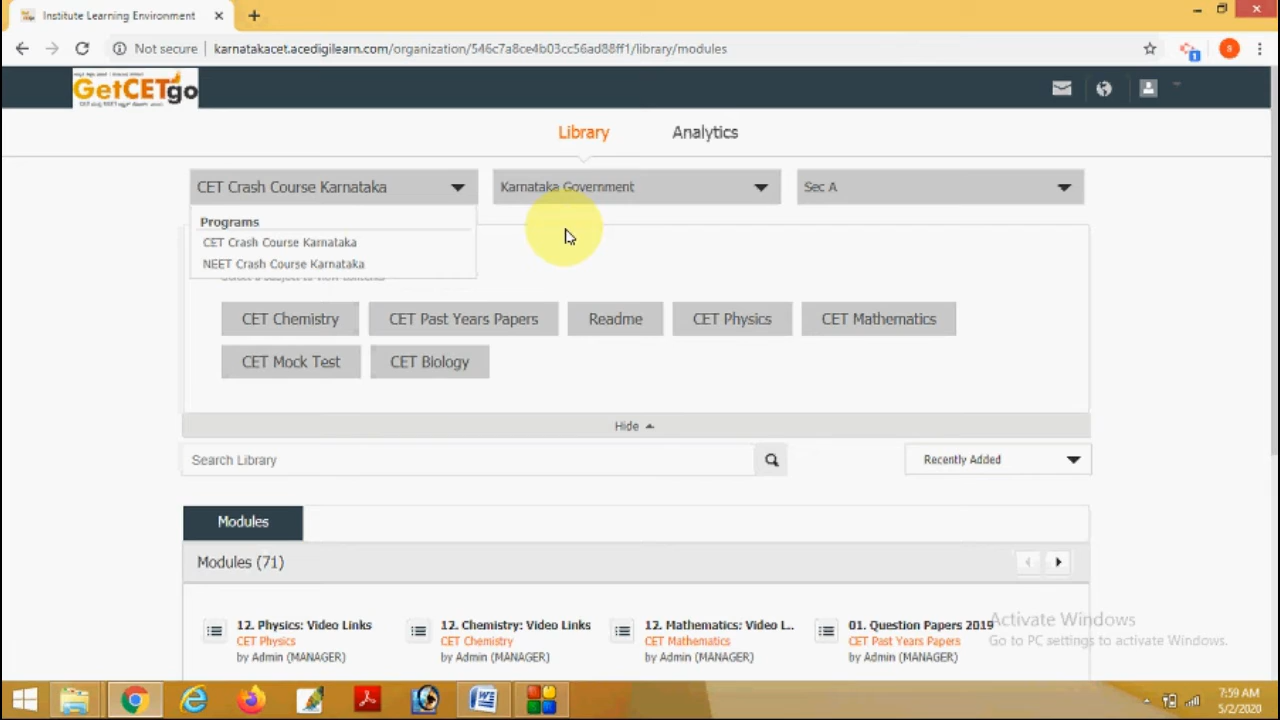 Institute Learning Environment
Not secure
karnatakacet.acedigilearn.com/organization/546c7a8ce4b03cc56ad88ff1/library/modules
1
S
GetCETgo
Library
Analytics
CET Crash Course Karnataka
Karnataka Government
Sec A
Programs
CET Crash Course Karnataka
NEET Crash Course Karnataka
CET Chemistry
CET Past Years Papers
Readme
CET Physics
CET Mathematics
CET Mock Test
CET Biology
Hide
Search Library
Recently Added
Modules
Modules (71)
12. Physics: Video Links
CET Physics
by Admin (MANAGER)
12. Chemistry: Video Links
CET Chemistry
by Admin (MANAGER)
12. Mathematics: Video L...
CET Mathematics
by Admin (MANAGER)
01. Question Papers 2019
CET Past Years Papers
by Admin (MANAGER)
Activate Windows
Go to PC settings to activate Windows.
7:59 AM
5/2/2020